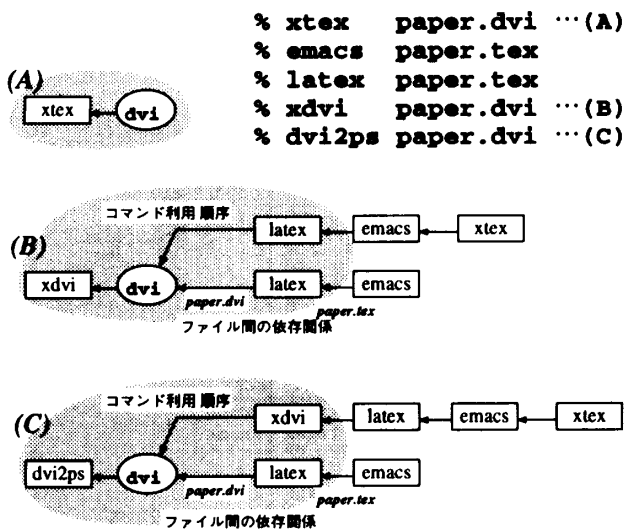 % xtex paper.dvi …(A)
% emacs paper.tex
% latex paper.tex
% xdvi paper.dvi …(B)
% dvi2ps paper.dvi …(C)
(A)
xtex dvi
(B)
コマンド利用 順序
latex emacs xtex
xdvi dvi latex emacs
paper.dvi paper.tex
ファイル間の依存関係
(C)
コマンド利用 順序
xdvi latex emacs xtex
dvi2ps dvi latex emacs
paper.dvi paper.tex
ファイル間の依存関係